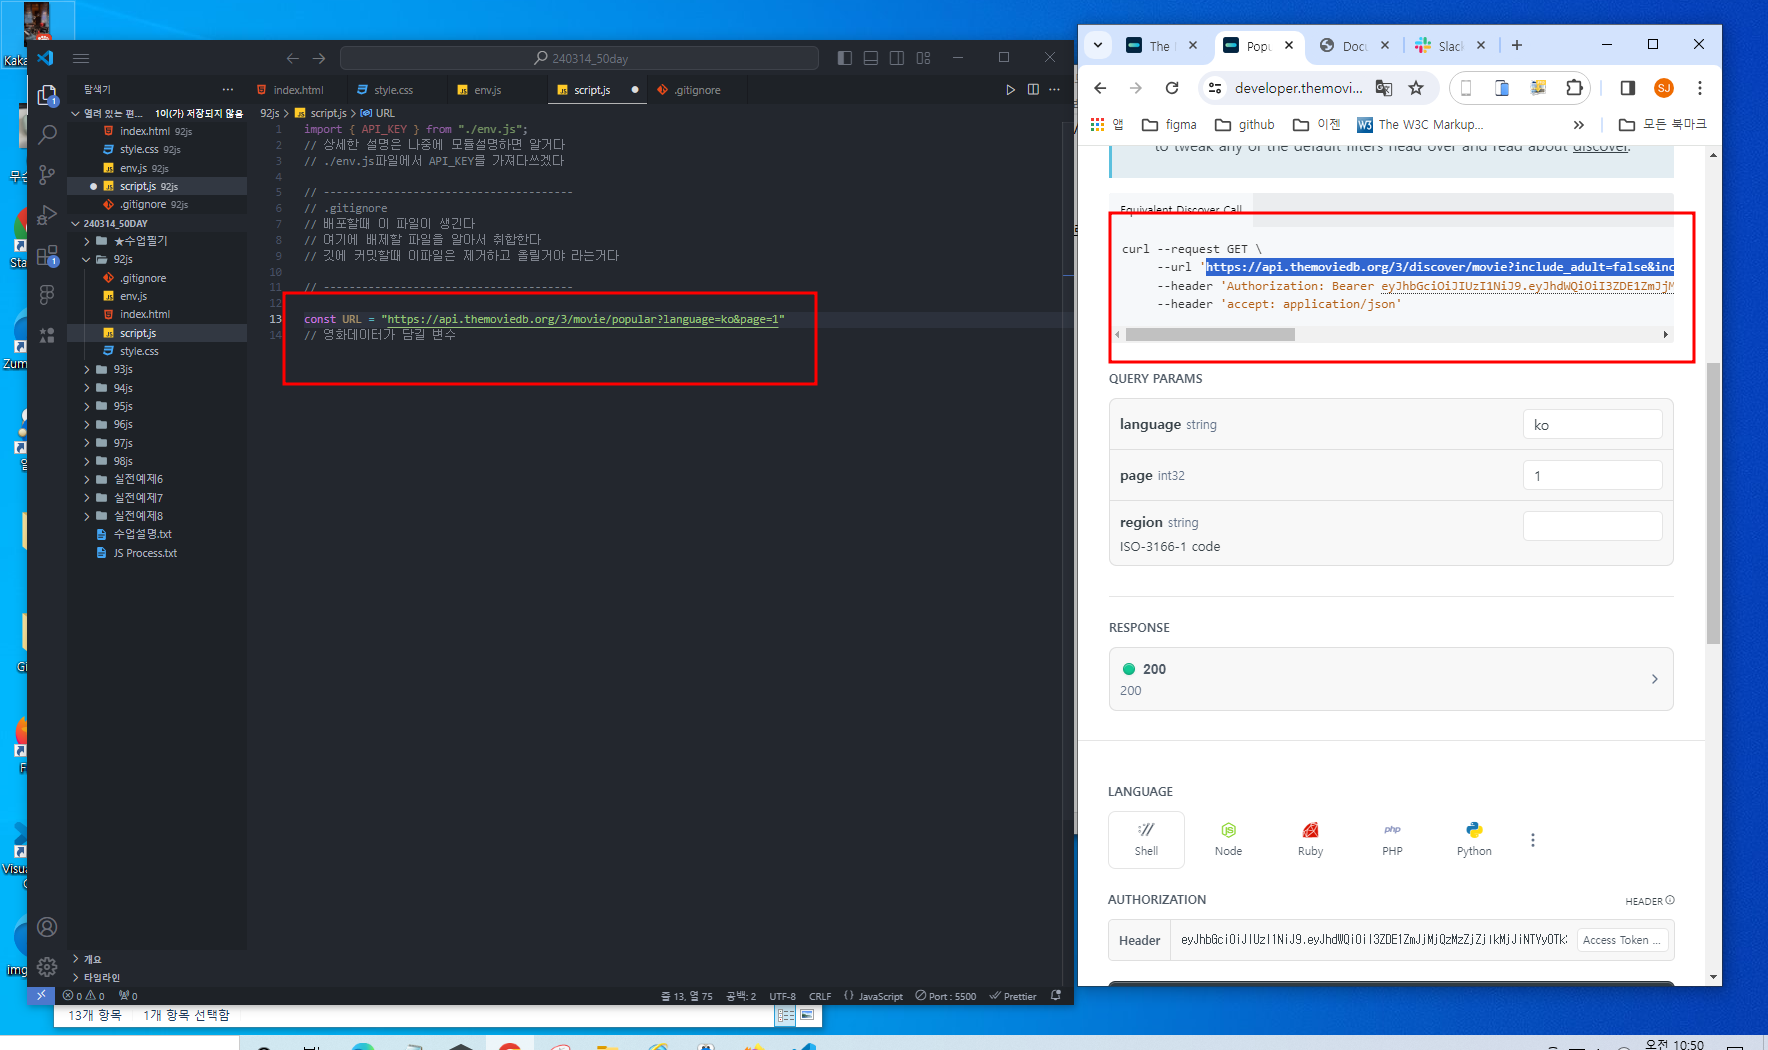 240314_50day
탐색기
index.html
style.css
env.js
script.js
.gitignore
열려 있는 편... 1이(가) 저장되지 않음
index.html 92js
style.css 92js
env.js 92js
script.js 92js
.gitignore 92js
240314_50DAY
★수업필기
92js
.gitignore
env.js
index.html
script.js
style.css
93js
94js
95js
96js
97js
98js
실전예제6
실전예제7
실전예제8
수업설명.txt
JS Process.txt
개요
타임라인
92js > script.js > URL
1 import { API_KEY } from "./env.js";
2 // 상세한 설명은 나중에 모듈설명하면 알거다
3 // ./env.js파일에서 API_KEY를 가져다쓰겠다
4
5 // ---------------------------------------
6 // .gitignore
7 // 배포할때 이 파일이 생긴다
8 // 여기에 배제할 파일을 알아서 취합한다
9 // 깃에 커밋할때 이파일은 제거하고 올릴거야 라는거다
10
11 // ---------------------------------------
12
13 const URL = "https://api.themoviedb.org/3/movie/popular?language=ko&page=1"
14 // 영화데이터가 담길 변수
0 0 0
줄 13, 열 75 공백: 2 UTF-8 CRLF {} JavaScript Port : 5500 Prettier
13개 항목 1개 항목 선택함
The
Popu
Docu
Slac
developer.themovi...
SJ
앱 figma github 이젠 W3 The W3C Markup... » 모든 북마크
to tweak any of the default filters head over and read about discover.
Equivalent Discover Call
curl --request GET \
--url 'https://api.themoviedb.org/3/discover/movie?include_adult=false&inc
--header 'Authorization: Bearer eyJhbGciOiJIUzI1NiJ9.eyJhdWQiOiI3ZDE1ZmJjM
--header 'accept: application/json'
QUERY PARAMS
language string ko
page int32 1
region string
ISO-3166-1 code
RESPONSE
200
200
LANGUAGE
Shell Node Ruby PHP Python
AUTHORIZATION HEADER
Header eyJhbGciOiJIUzI1NiJ9.eyJhdWQiOiI3ZDE1ZmJjMjQzMzZjZjlkMjJiNTYyOTk Access Token ...
오전 10:50